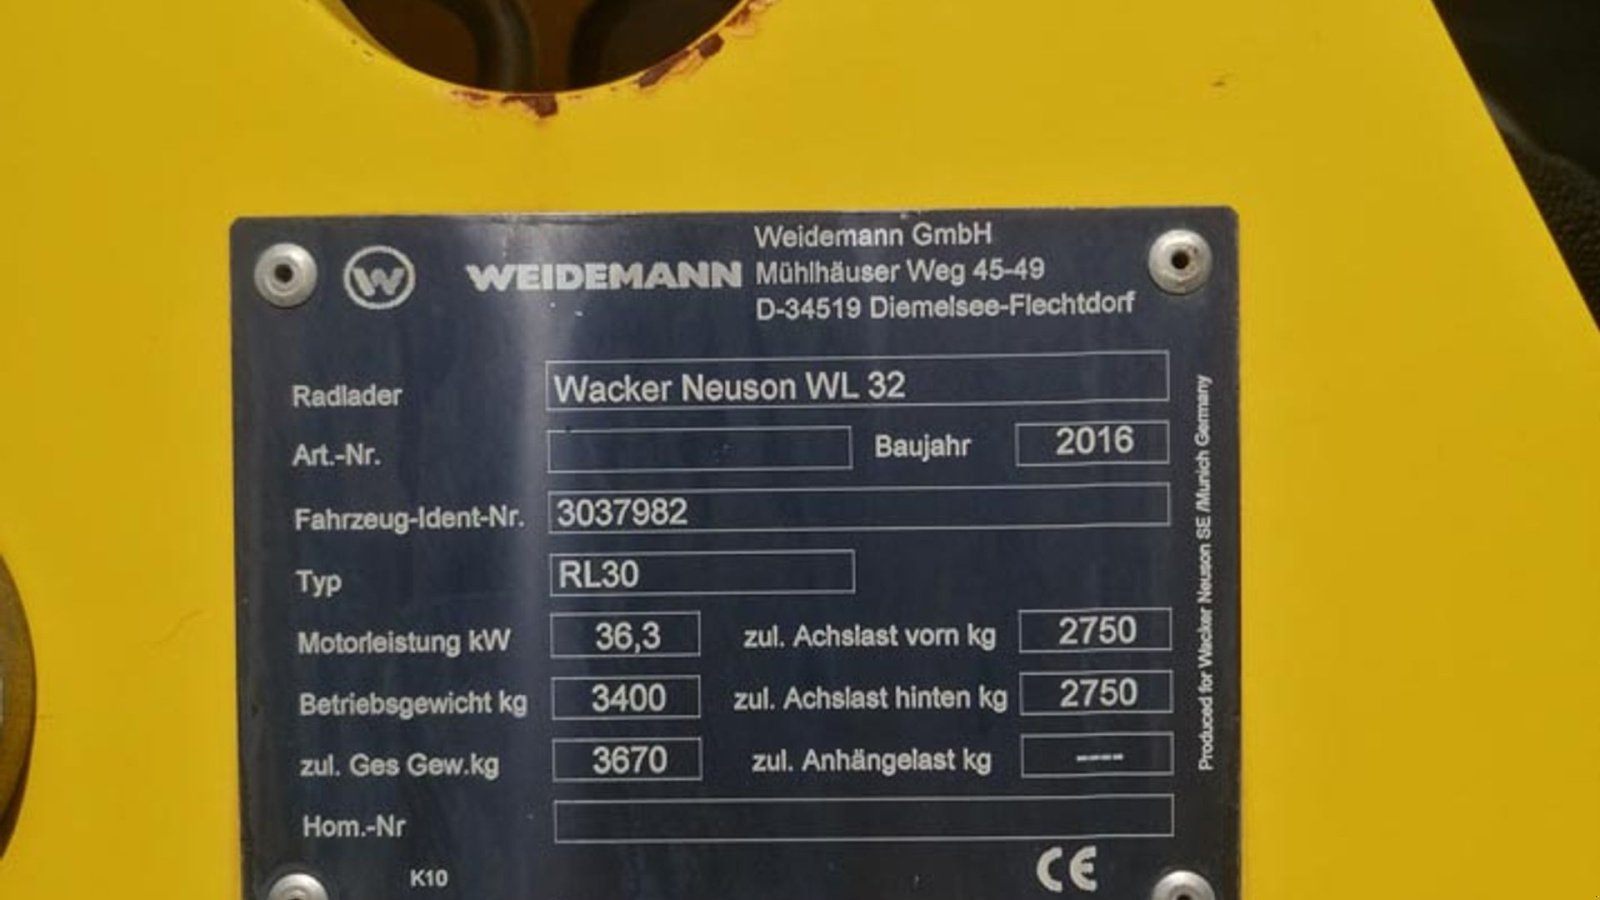 W WEIDEMANN
Weidemann GmbH
Mühlhäuser Weg 45-49
D-34519 Diemelsee-Flechtdorf
Radlader Wacker Neuson WL 32
Art.-Nr. Baujahr 2016
Fahrzeug-Ident-Nr. 3037982
Typ RL30
Motorleistung kW 36,3 zul. Achslast vorn kg 2750
Betriebsgewicht kg 3400 zul. Achslast hinten kg 2750
zul. Ges Gew.kg 3670 zul. Anhängelast kg ----
Hom.-Nr
K10 CE
Produced for Wacker Neuson SE /Munich Germany